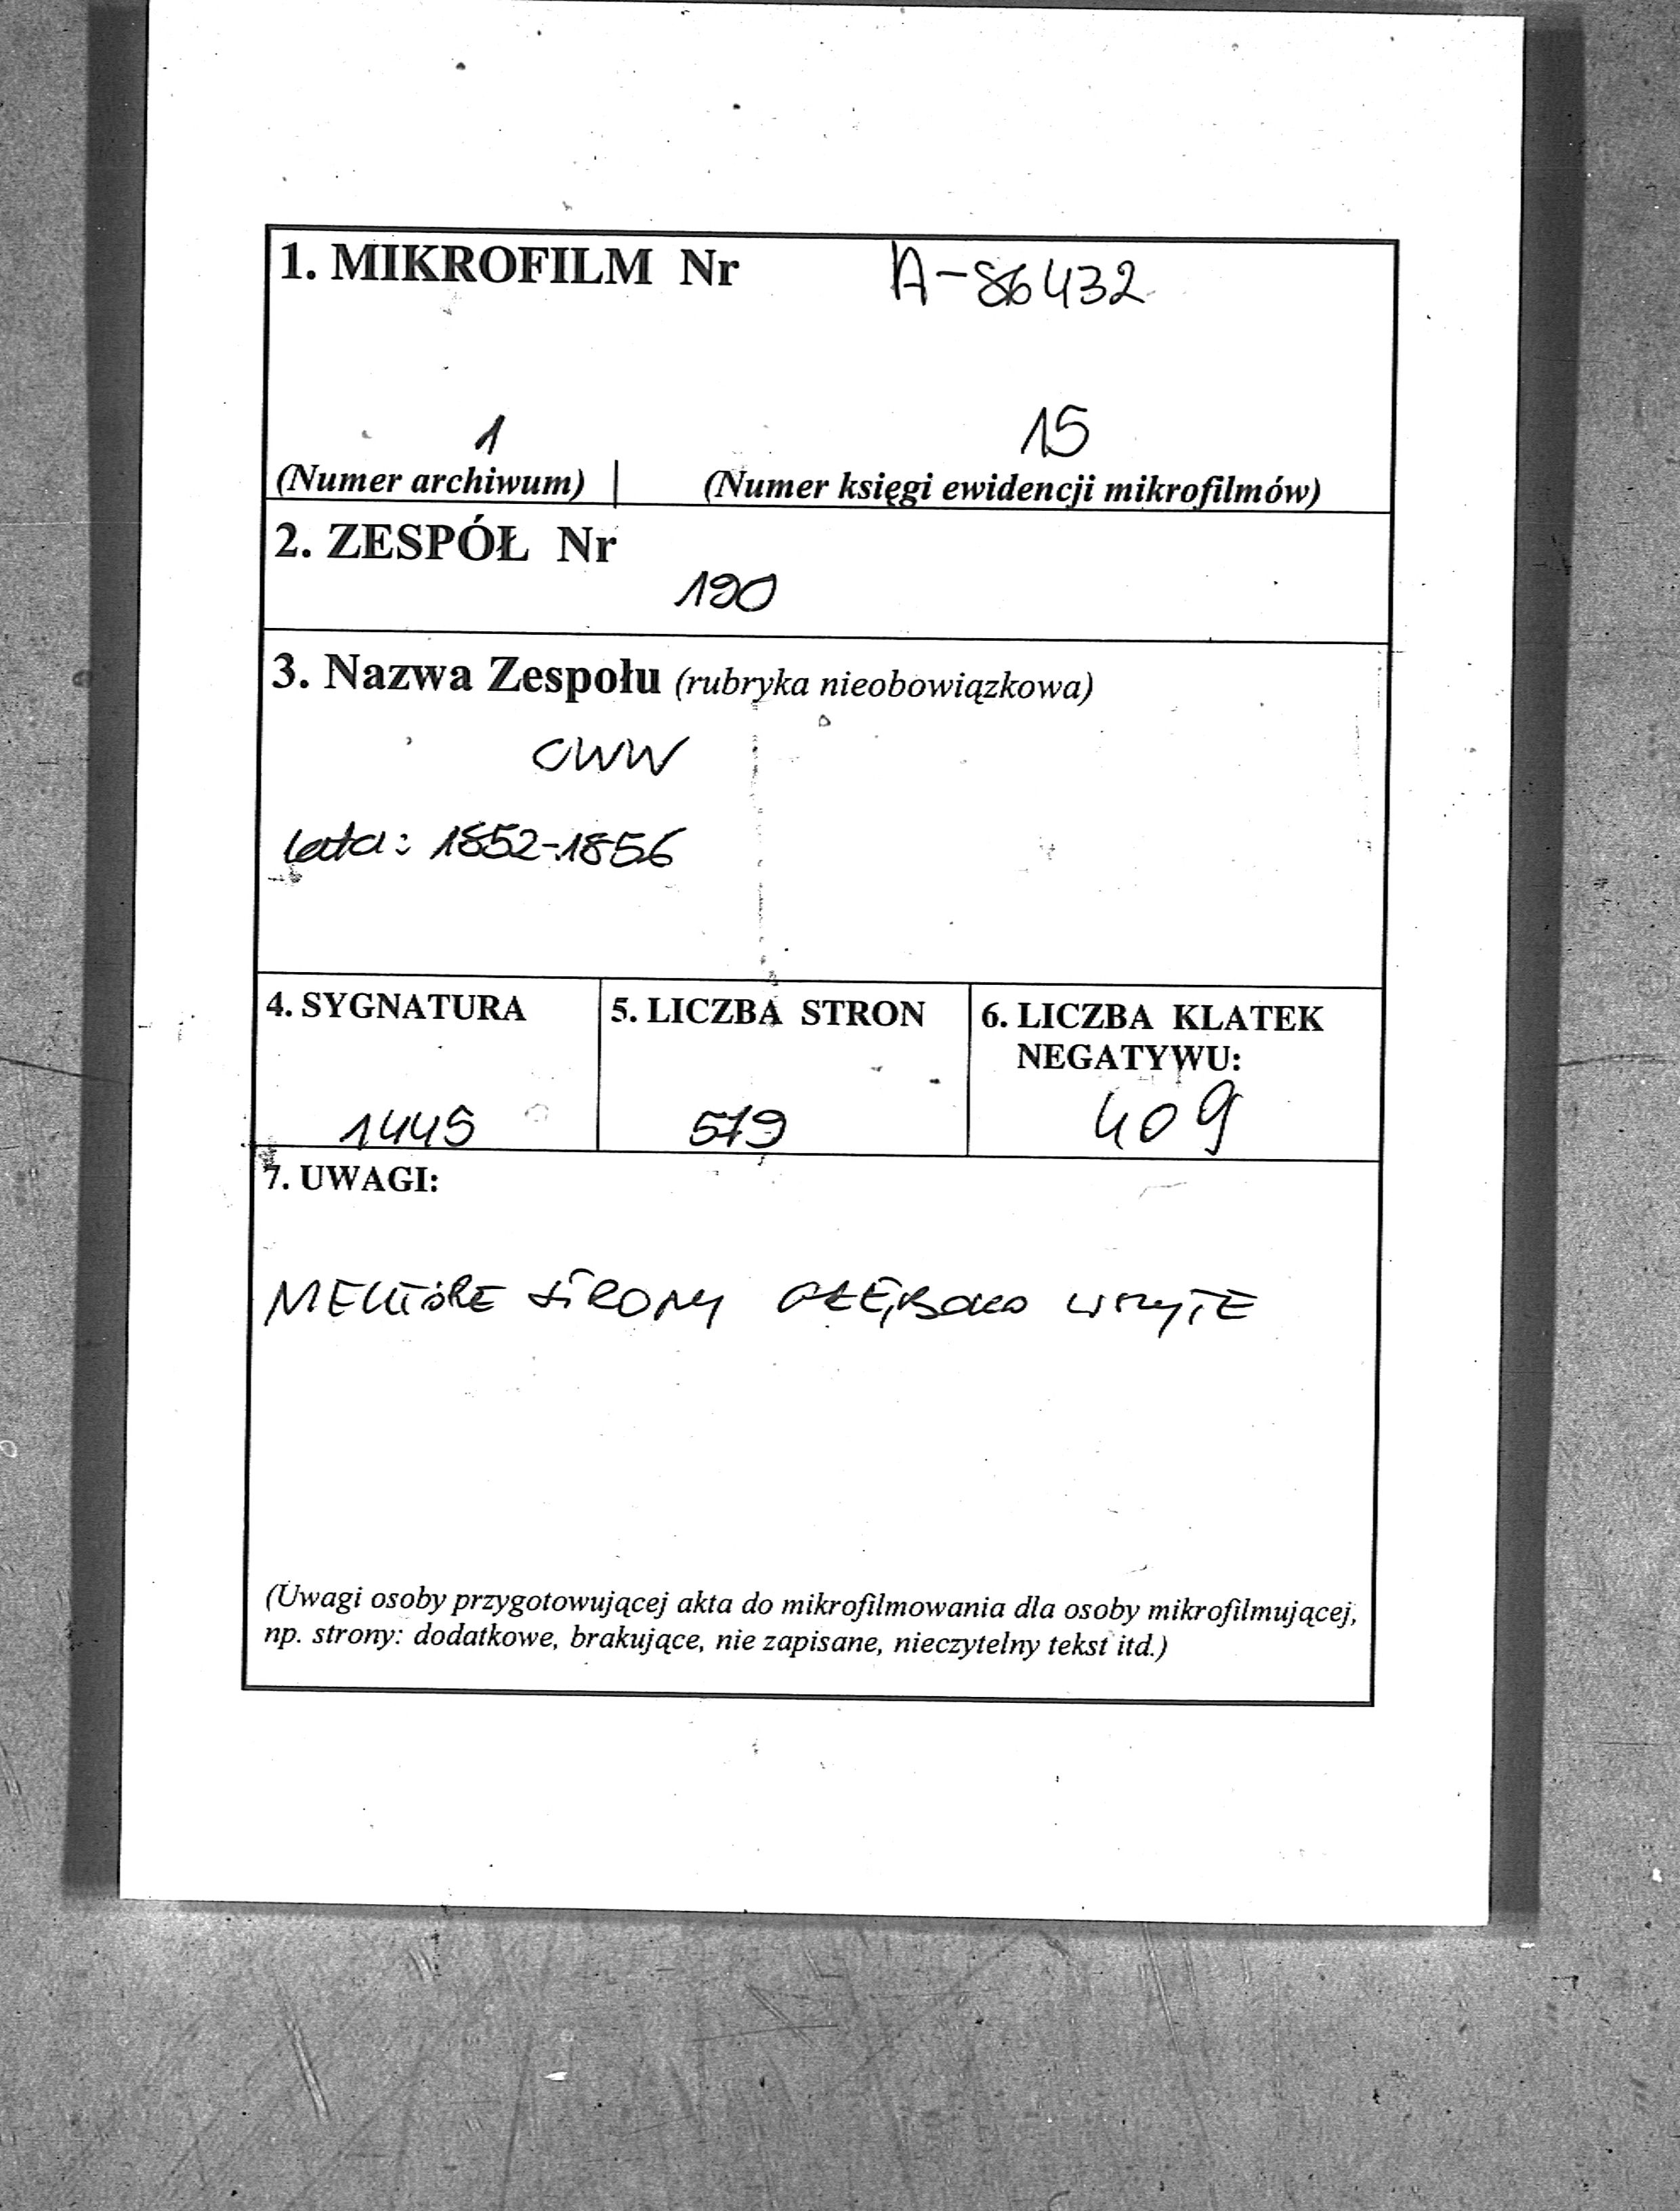 1. MIKROFILM Nr A-86432
1 15
(Numer archiwum) | (Numer księgi ewidencji mikrofilmów)
2. ZESPÓŁ Nr
190
3. Nazwa Zespołu (rubryka nieobowiązkowa)
CWW
lata: 1852-1856
4. SYGNATURA 5. LICZBA STRON 6. LICZBA KLATEK
NEGATYWU:
1445 579 409
7. UWAGI:
NIEKTÓRE STRONY GŁĘBOKO WSZYTE
(Uwagi osoby przygotowującej akta do mikrofilmowania dla osoby mikrofilmującej,
np. strony: dodatkowe, brakujące, nie zapisane, nieczytelny tekst itd.)